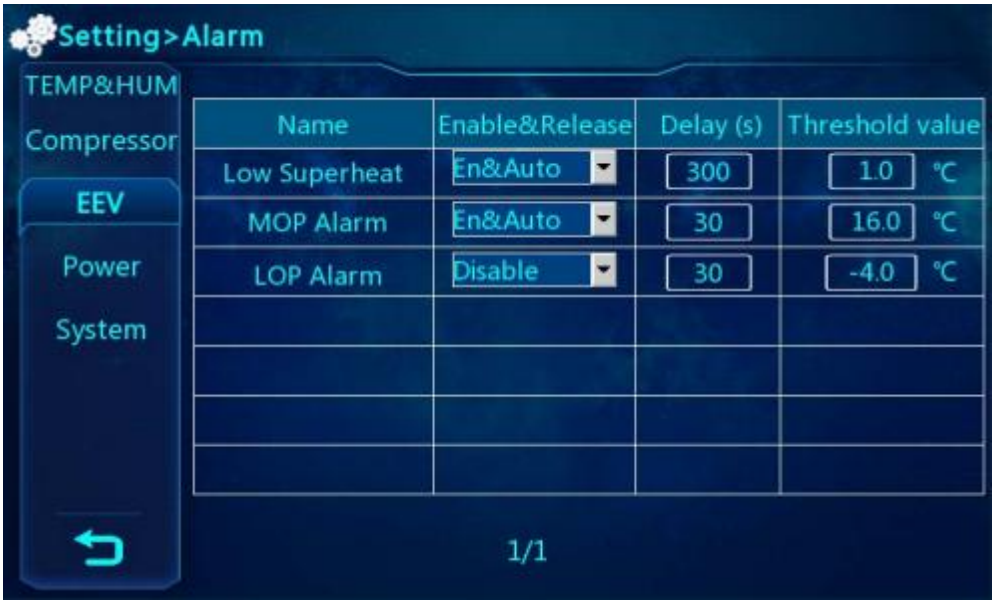 Setting>Alarm
TEMP&HUM
Compressor
EEV
Power
System
Name Enable&Release Delay (s) Threshold value
Low Superheat En&Auto 300 1.0 ℃
MOP Alarm En&Auto 30 16.0 ℃
LOP Alarm Disable 30 -4.0 ℃
1/1